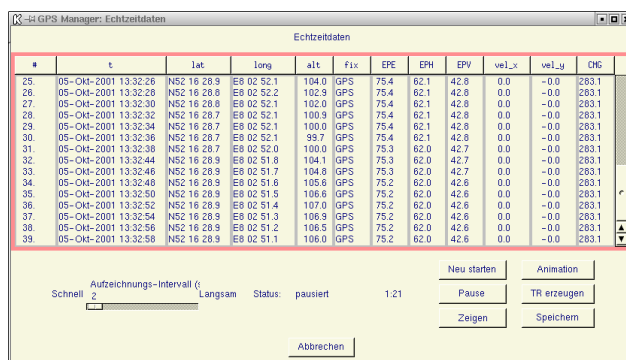 GPS Manager: Echtzeitdaten
Echtzeitdaten
# t lat long alt fix EPE EPH EPV vel_x vel_y CMG
25. 05-Okt-2001 13:32:26 N52 16 28.9 E8 02 52.1 104.0 GPS 75.4 62.1 42.8 0.0 -0.0 283.1
26. 05-Okt-2001 13:32:28 N52 16 28.8 E8 02 52.2 102.9 GPS 75.4 62.1 42.8 0.0 -0.0 283.1
27. 05-Okt-2001 13:32:30 N52 16 28.8 E8 02 52.1 102.0 GPS 75.4 62.1 42.8 0.0 -0.0 283.1
28. 05-Okt-2001 13:32:32 N52 16 28.7 E8 02 52.1 100.9 GPS 75.4 62.1 42.8 0.0 -0.0 283.1
29. 05-Okt-2001 13:32:34 N52 16 28.7 E8 02 52.1 100.0 GPS 75.4 62.1 42.8 0.0 -0.0 283.1
30. 05-Okt-2001 13:32:36 N52 16 28.7 E8 02 52.1 99.7 GPS 75.4 62.1 42.8 0.0 -0.0 283.1
31. 05-Okt-2001 13:32:38 N52 16 28.7 E8 02 52.0 100.0 GPS 75.3 62.0 42.7 0.0 -0.0 283.1
32. 05-Okt-2001 13:32:44 N52 16 28.9 E8 02 51.8 104.1 GPS 75.3 62.0 42.7 0.0 -0.0 283.1
33. 05-Okt-2001 13:32:46 N52 16 28.9 E8 02 51.7 104.8 GPS 75.3 62.0 42.7 0.0 -0.0 283.1
34. 05-Okt-2001 13:32:48 N52 16 28.9 E8 02 51.6 105.6 GPS 75.2 62.0 42.6 0.0 -0.0 283.1
35. 05-Okt-2001 13:32:50 N52 16 28.9 E8 02 51.5 106.6 GPS 75.2 62.0 42.6 0.0 -0.0 283.1
36. 05-Okt-2001 13:32:52 N52 16 28.9 E8 02 51.4 107.0 GPS 75.2 62.0 42.6 0.0 -0.0 283.1
37. 05-Okt-2001 13:32:54 N52 16 28.9 E8 02 51.3 106.9 GPS 75.2 62.0 42.6 0.0 -0.0 283.1
38. 05-Okt-2001 13:32:56 N52 16 28.9 E8 02 51.2 106.5 GPS 75.2 62.0 42.6 0.0 -0.0 283.1
39. 05-Okt-2001 13:32:58 N52 16 28.9 E8 02 51.1 106.0 GPS 75.2 62.0 42.6 0.0 -0.0 283.1
Neu starten Animation
Aufzeichnungs-Intervall (s
Schnell 2 Langsam Status: pausiert 1:21 Pause TR erzeugen
Zeigen Speichern
Abbrechen